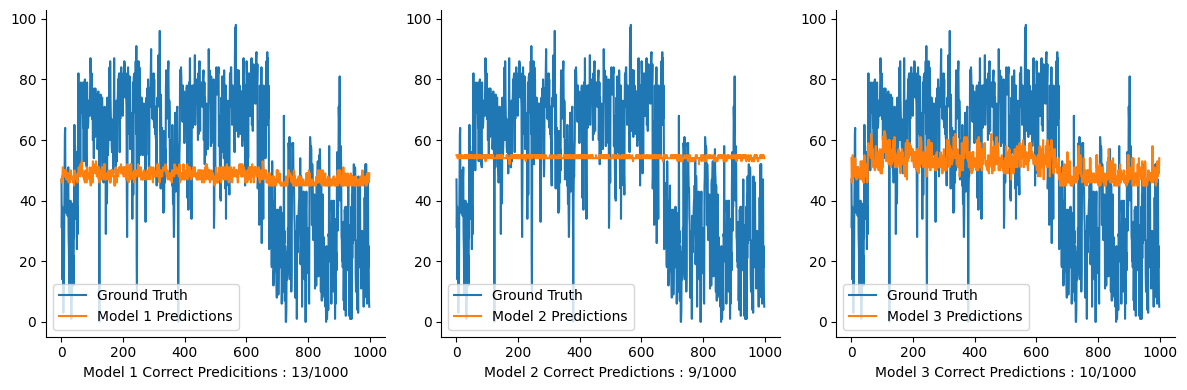 100
80
60
40
20
0
Ground Truth
Model 1 Predictions
0 200 400 600 800 1000
Model 1 Correct Predicitions : 13/1000
100
80
60
40
20
0
Ground Truth
Model 2 Predictions
0 200 400 600 800 1000
Model 2 Correct Predicitions : 9/1000
100
80
60
40
20
0
Ground Truth
Model 3 Predictions
0 200 400 600 800 1000
Model 3 Correct Predicitions : 10/1000